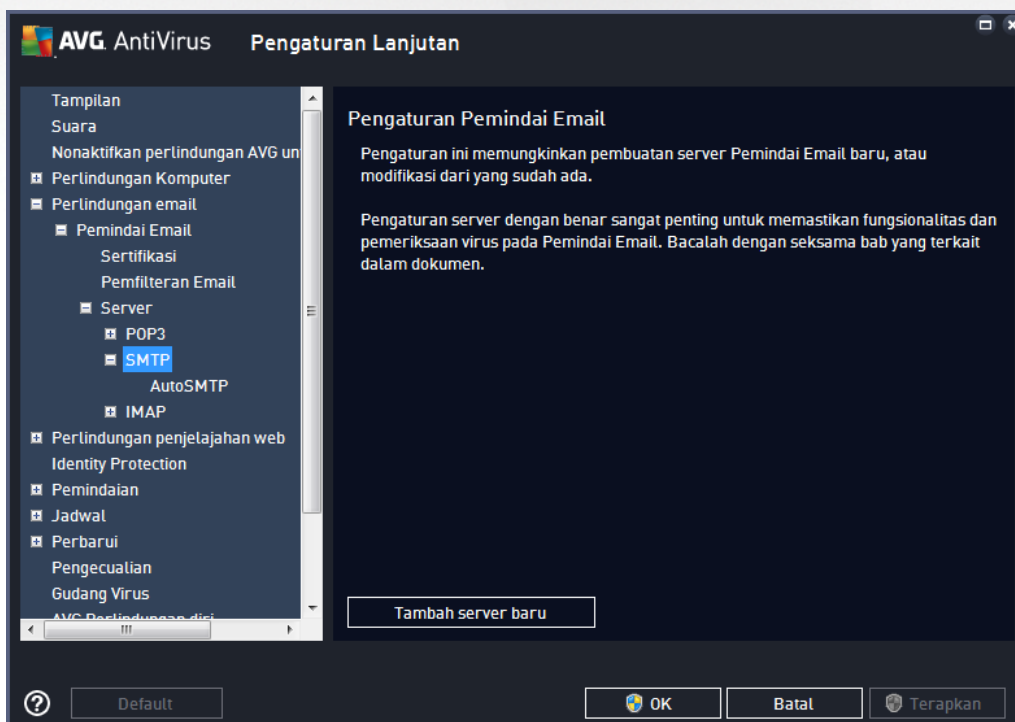 AVG. AntiVirus Pengaturan Lanjutan
Tampilan
Suara
Nonaktifkan perlindungan AVG un
Perlindungan Komputer
Perlindungan email
Pemindai Email
Sertifikasi
Pemfilteran Email
Server
POP3
SMTP
AutoSMTP
IMAP
Perlindungan penjelajahan web
Identity Protection
Pemindaian
Jadwal
Perbarui
Pengecualian
Gudang Virus
AVG Perlindungan diri
Pengaturan Pemindai Email
Pengaturan ini memungkinkan pembuatan server Pemindai Email baru, atau
modifikasi dari yang sudah ada.
Pengaturan server dengan benar sangat penting untuk memastikan fungsionalitas dan
pemeriksaan virus pada Pemindai Email. Bacalah dengan seksama bab yang terkait
dalam dokumen.
Tambah server baru
? Default OK Batal Terapkan